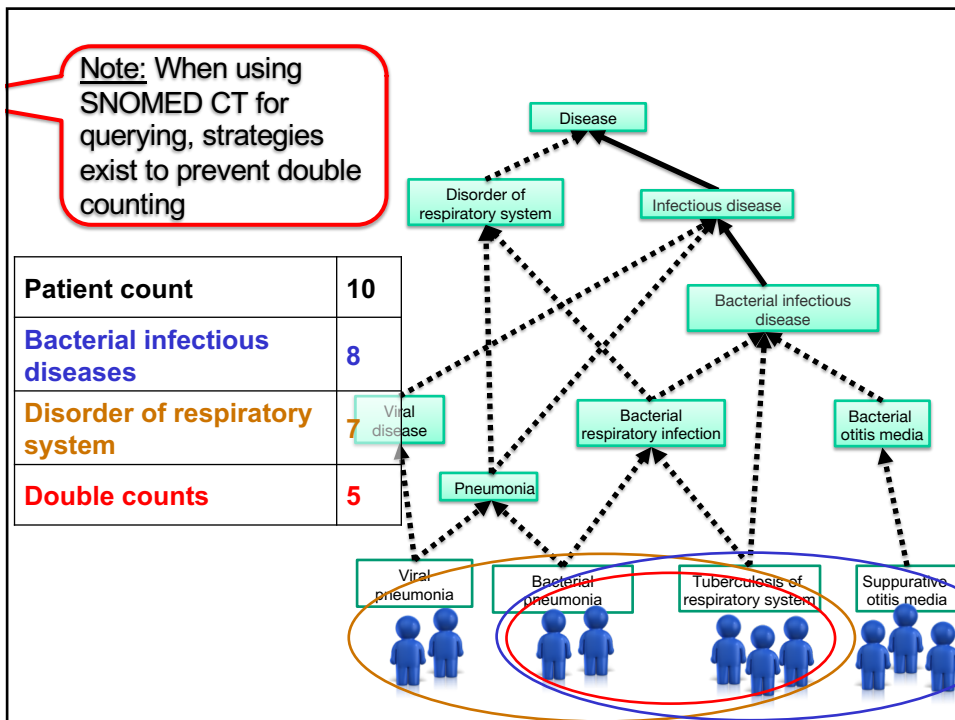 Note: When using
SNOMED CT for
querying, strategies
exist to prevent double
counting
Disease
Disorder of
respiratory system
Infectious disease
Patient count 10
Bacterial infectious
diseases 8
Disorder of respiratory
system 7
Double counts 5
Bacterial infectious
disease
Viral
disease
Bacterial
respiratory infection
Bacterial
otitis media
Pneumonia
Viral
pneumonia
Bacterial
pneumonia
Tuberculosis of
respiratory system
Suppurative
otitis media